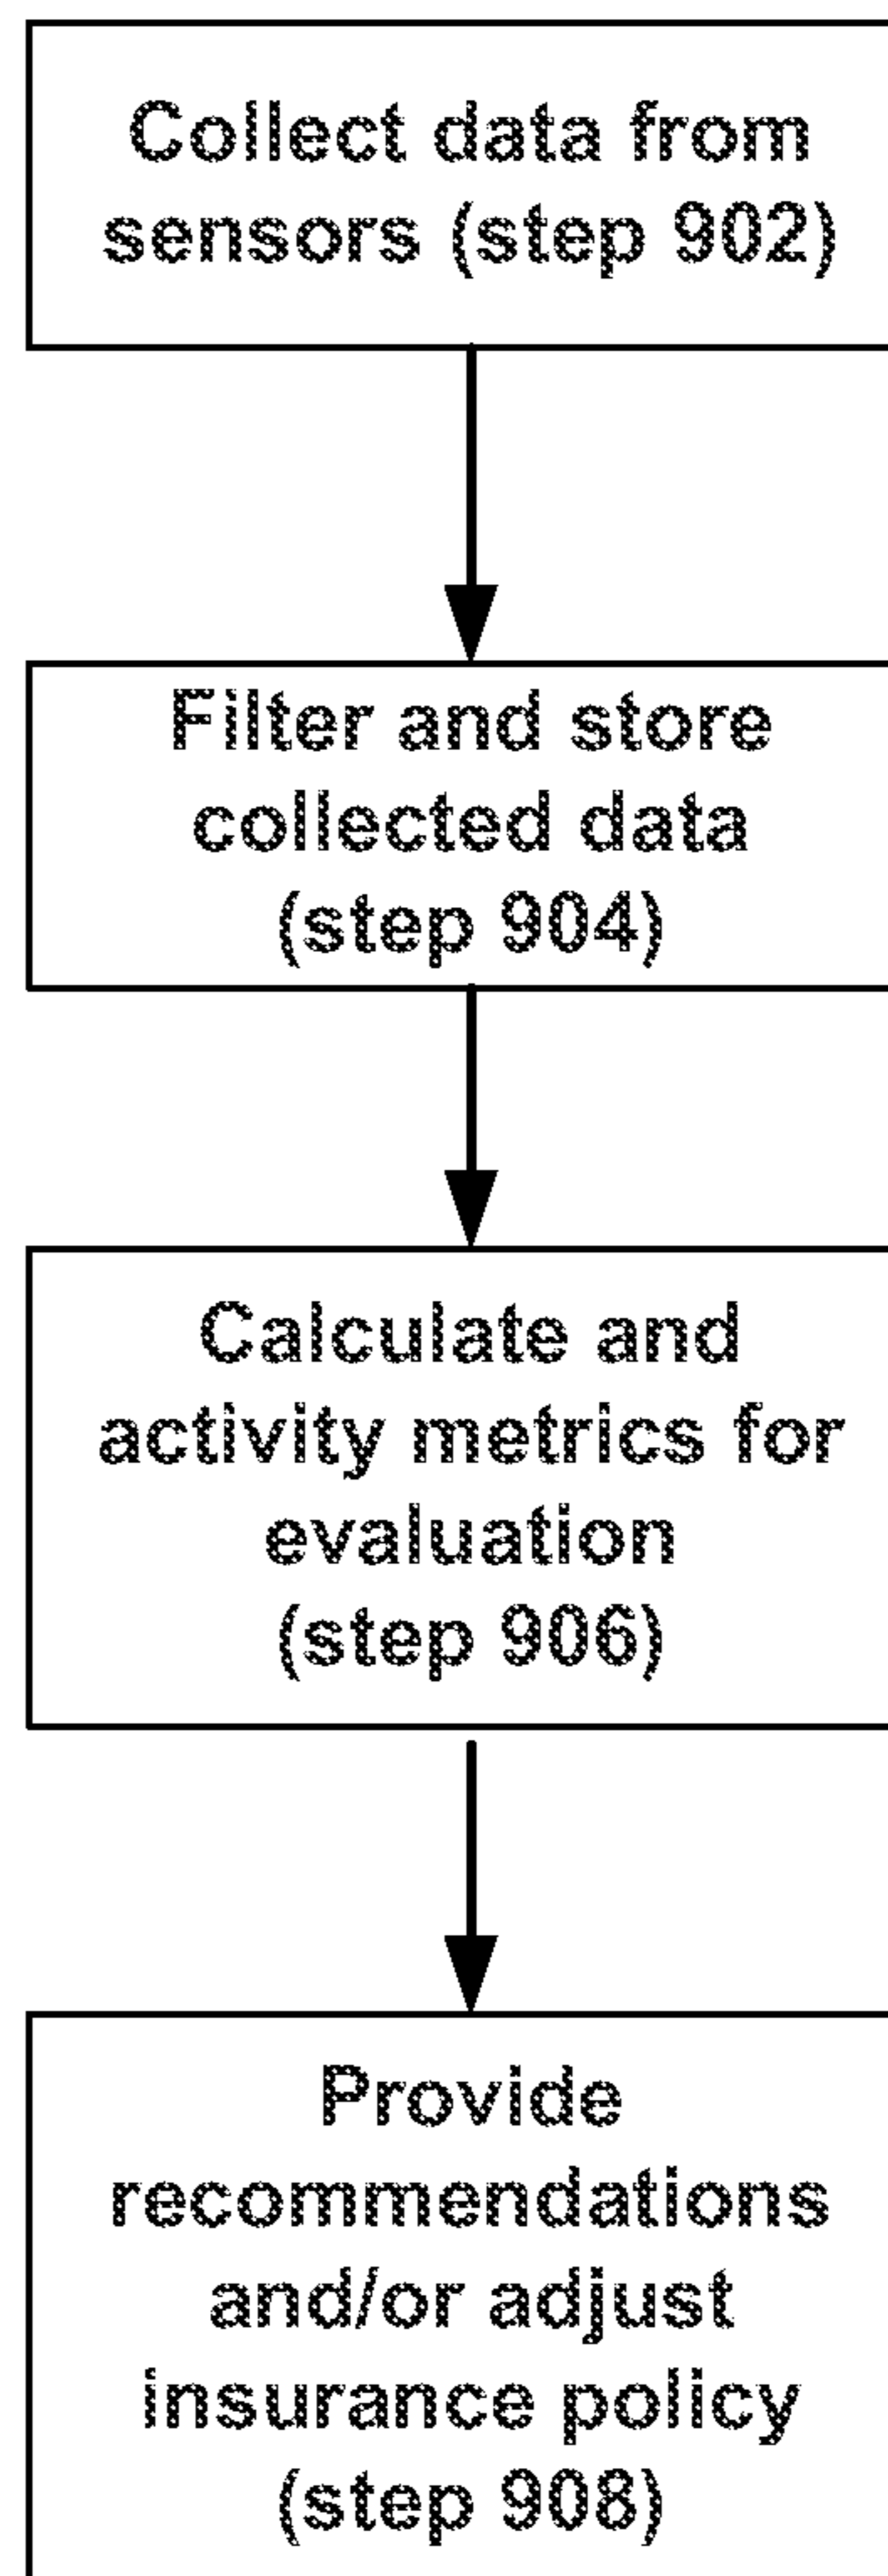 Collect data from
sensors (step 902)
Filter and store
collected data
(step 904)
Calculate and
activity metrics for
evaluation
(step 906)
Provide
recommendations
and/or adjust
insurance policy
(step 908)